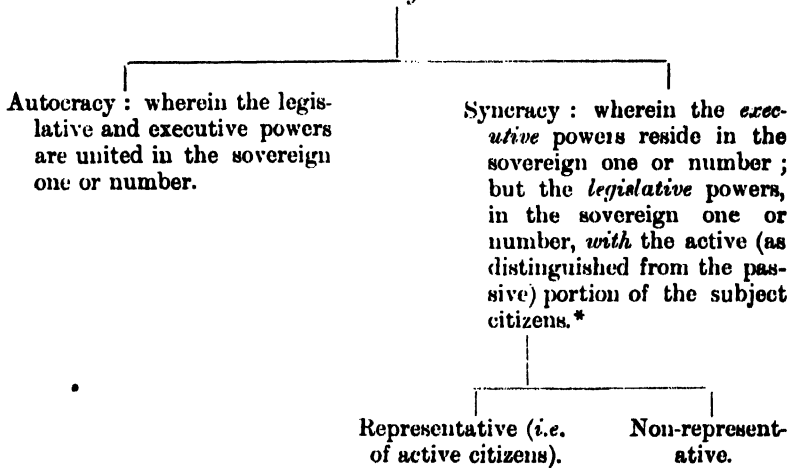 Autocracy : wherein the legis-
lative and executive powers
are united in the sovereign
one or number.
Syncracy : wherein the exec-
utive powers reside in the
sovereign one or number ;
but the legislative powers,
in the sovereign one or
number, with the active (as
distinguished from the pas-
sive) portion of the subject
citizens.*
Representative (i.e.
of active citizens).
Non-represent-
ative.